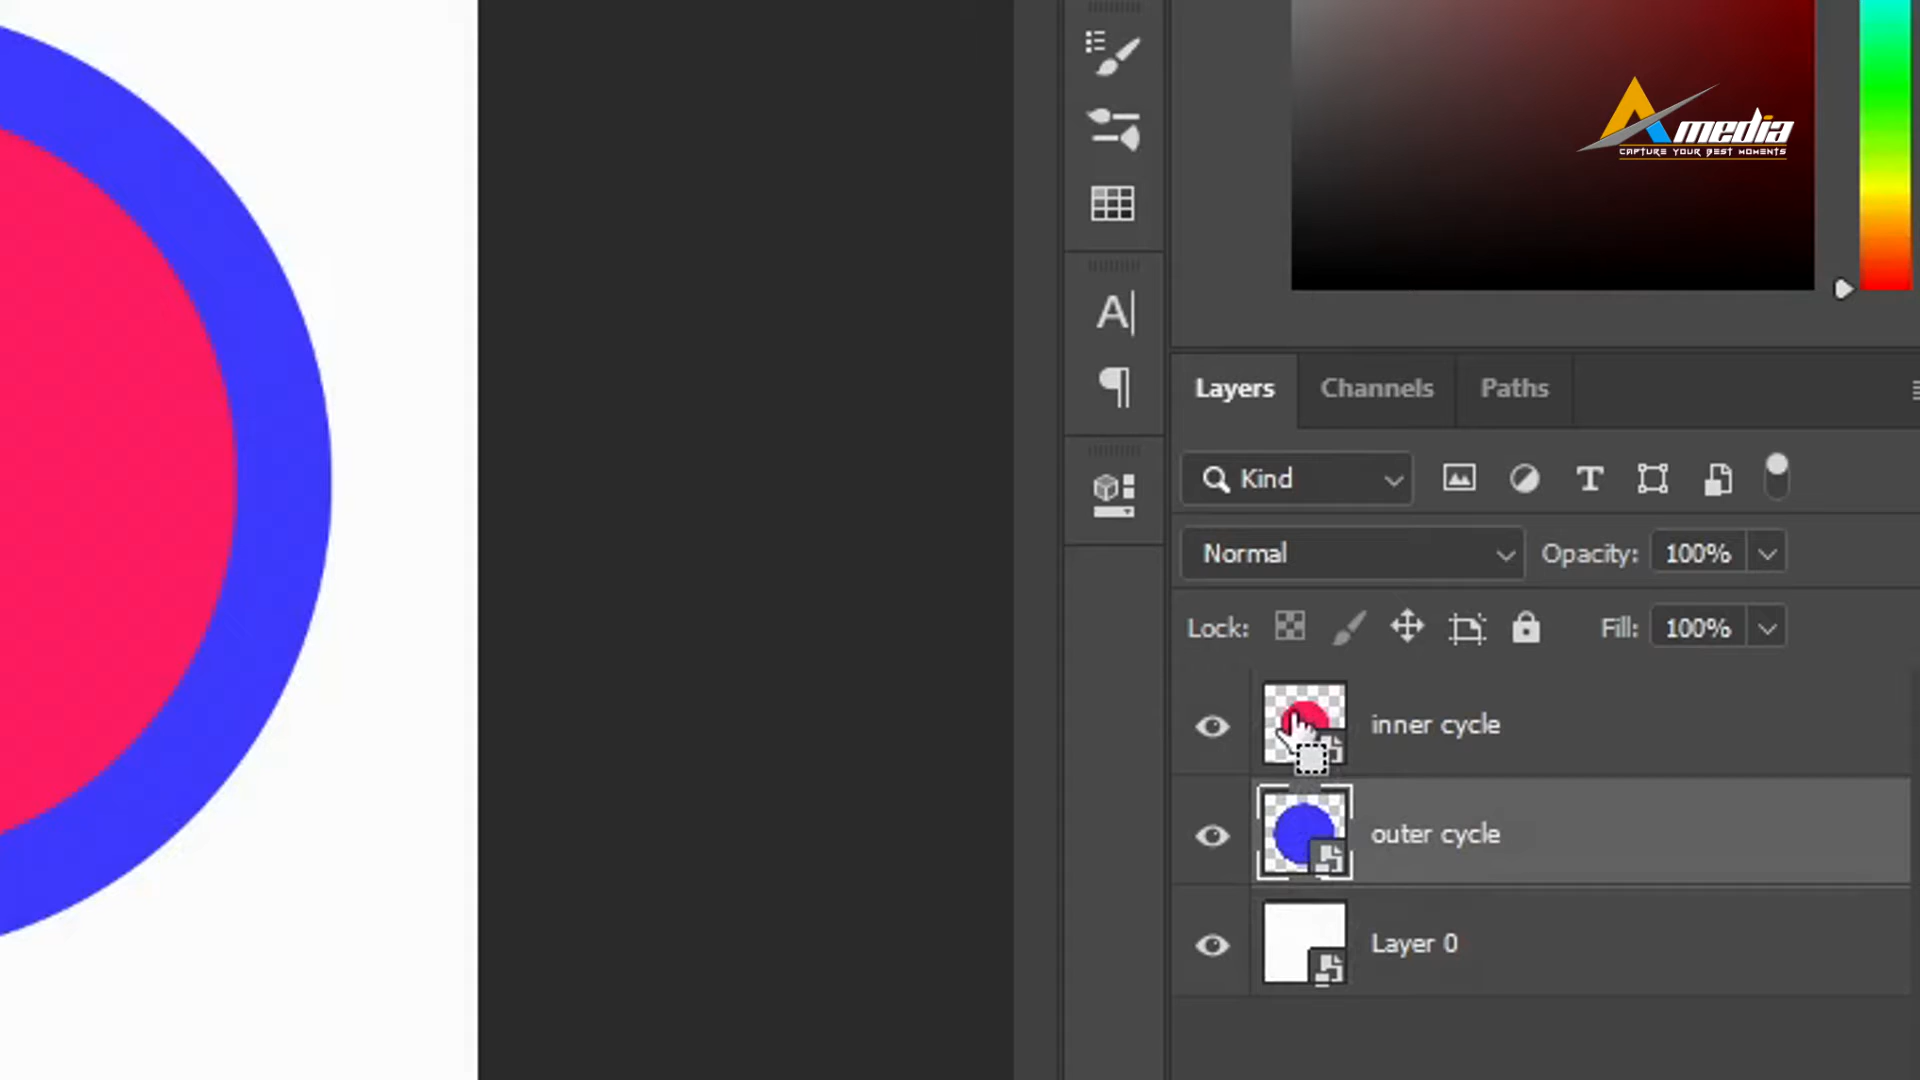 A media
CAPTURE YOUR BEST MOMENTS
A
Layers Channels Paths
Kind T
Normal Opacity: 100%
Lock: Fill: 100%
inner cycle
outer cycle
Layer 0